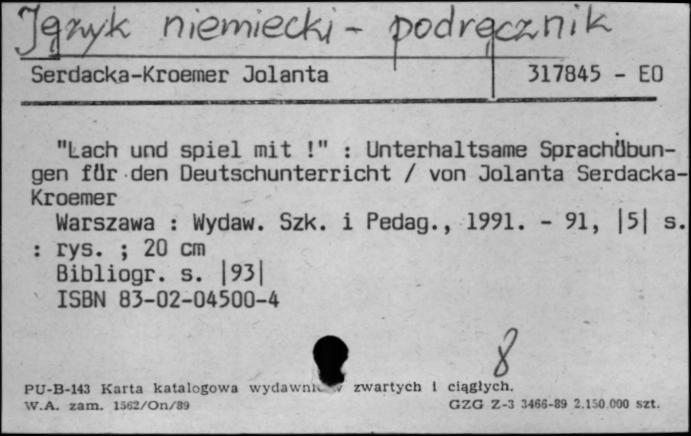 Język niemiecki - podręcznik
Serdacka-Kroemer Jolanta 317845 - EO
"Lach und spiel mit !" : Unterhaltsame Sprachübun-
gen für den Deutschunterricht / von Jolanta Serdacka-
Kroemer
Warszawa : Wydaw. Szk. i Pedag., 1991. - 91, |5| s.
: rys. ; 20 cm
Bibliogr. s. |93|
ISBN 83-02-04500-4
8
PU-B-143 Karta katalogowa zwartych i ciągłych.
W.A. zam. 1562/On/89 GZG Z-3 3466-89 2.150.000 szt.